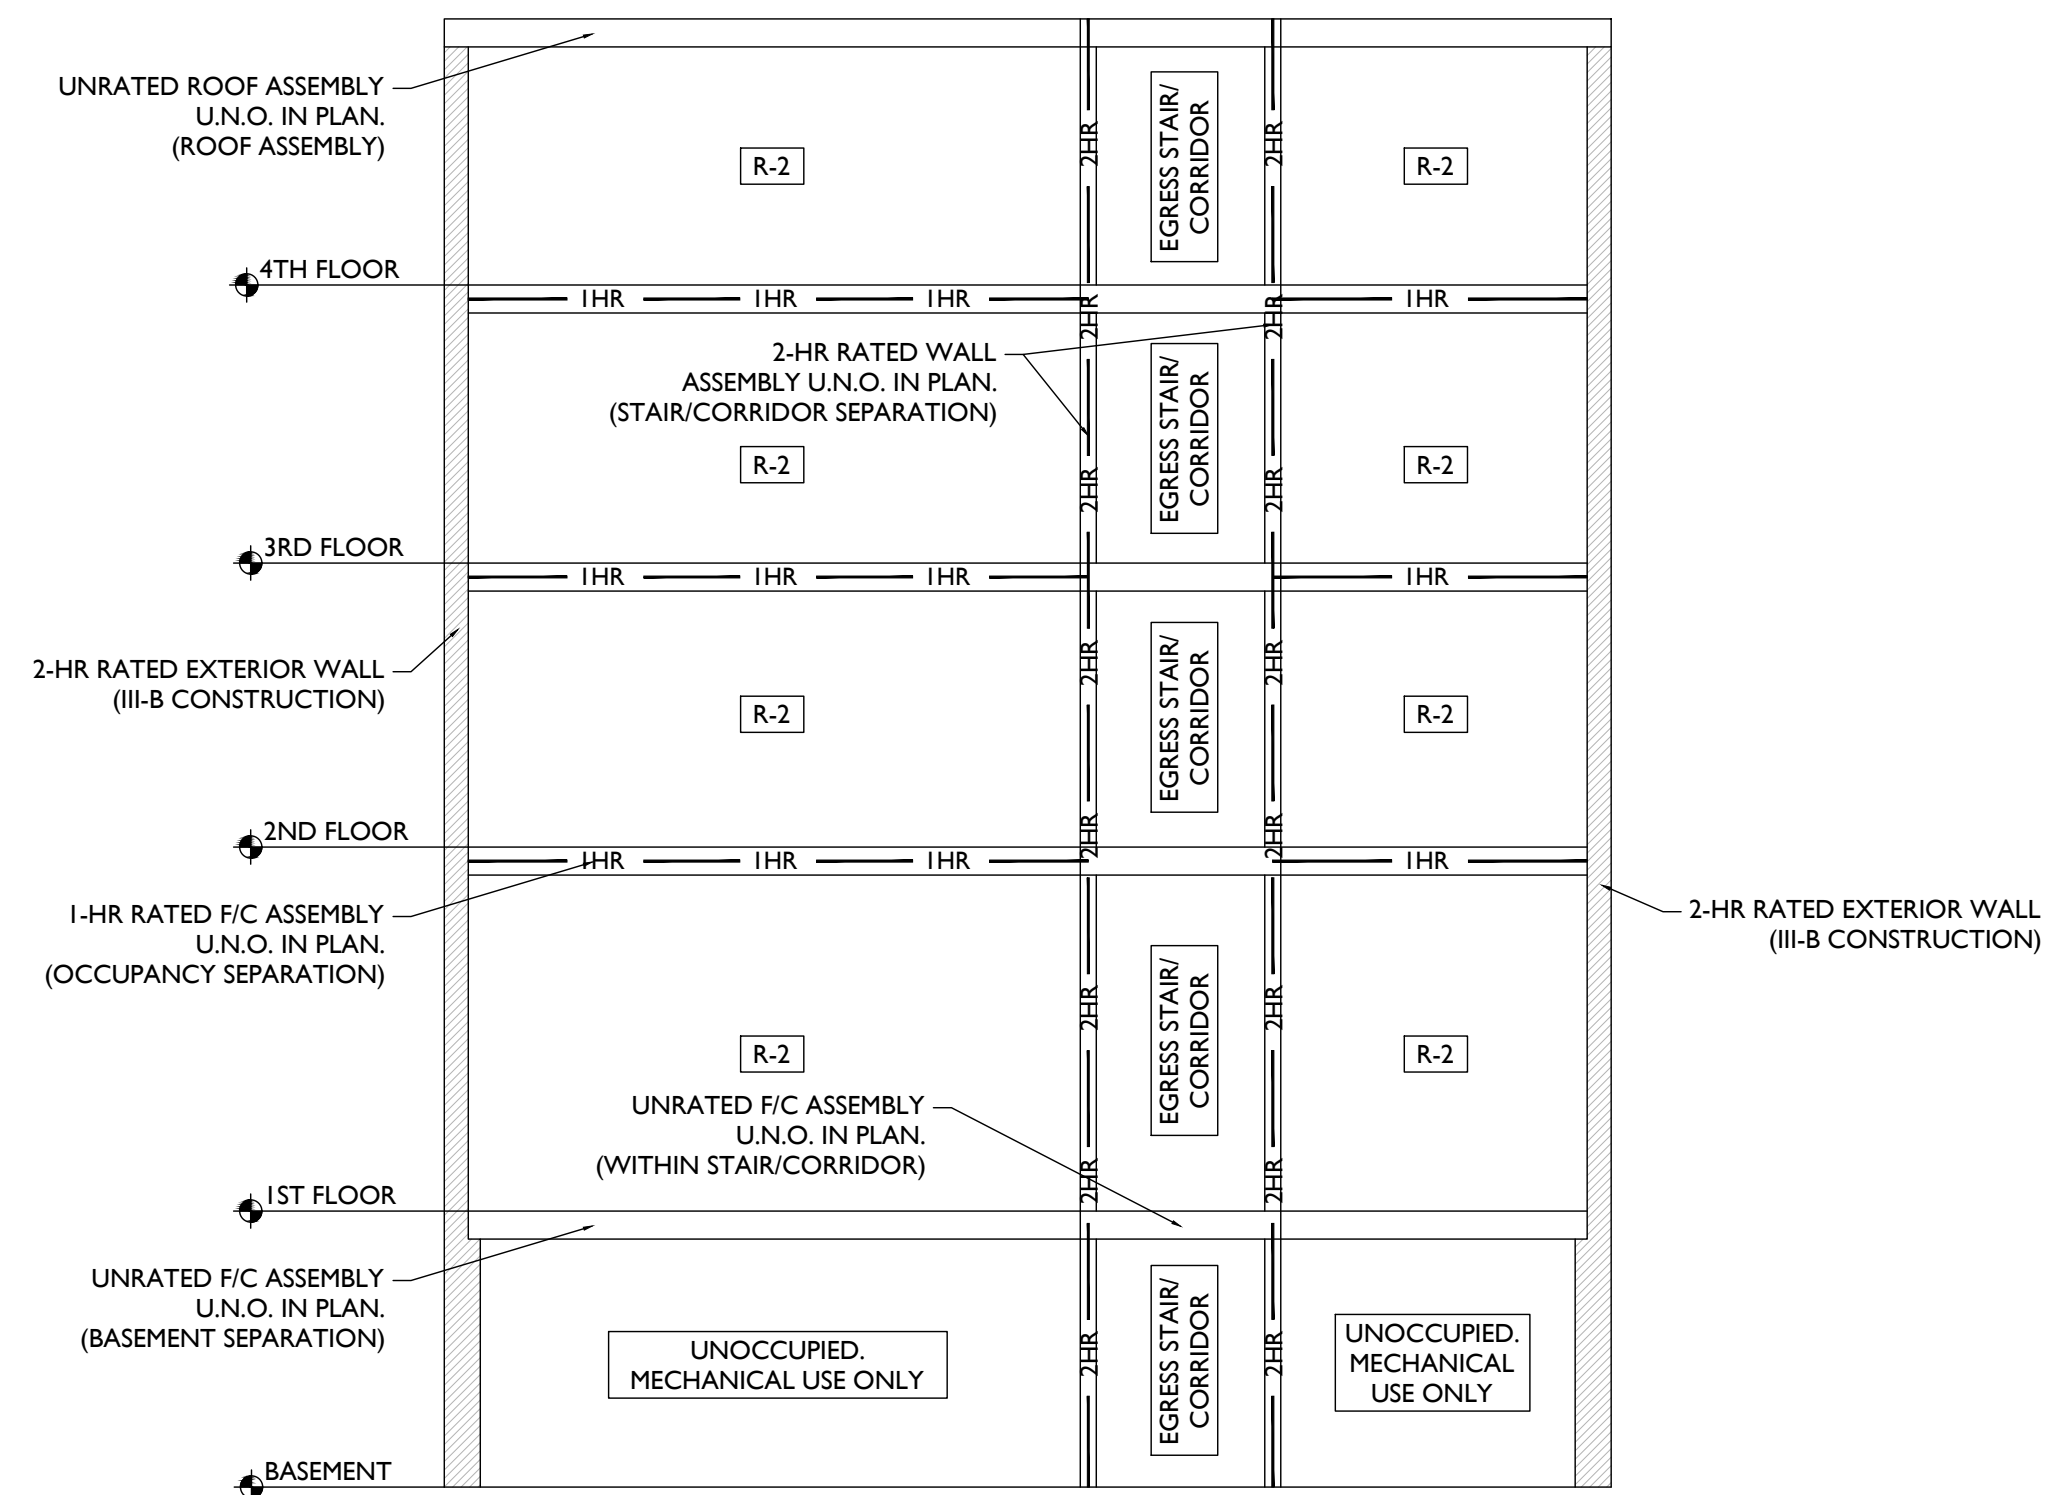 UNRATED ROOF ASSEMBLY
U.N.O. IN PLAN.
(ROOF ASSEMBLY)
R-2
2HR
EGRESS STAIR/
CORRIDOR
2HR
R-2
4TH FLOOR
1HR
1HR
1HR
2HR
2HR
1HR
2-HR RATED WALL
ASSEMBLY U.N.O. IN PLAN.
(STAIR/CORRIDOR SEPARATION)
R-2
2HR
EGRESS STAIR/
CORRIDOR
2HR
R-2
3RD FLOOR
1HR
1HR
1HR
1HR
2-HR RATED EXTERIOR WALL
(III-B CONSTRUCTION)
R-2
2HR
EGRESS STAIR/
CORRIDOR
2HR
R-2
2ND FLOOR
2HR
2HR
1HR
1HR
1HR
1HR
1-HR RATED F/C ASSEMBLY
U.N.O. IN PLAN.
(OCCUPANCY SEPARATION)
2-HR RATED EXTERIOR WALL
(III-B CONSTRUCTION)
R-2
2HR
EGRESS STAIR/
CORRIDOR
2HR
R-2
UNRATED F/C ASSEMBLY
U.N.O. IN PLAN.
(WITHIN STAIR/CORRIDOR)
2HR
2HR
1ST FLOOR
UNRATED F/C ASSEMBLY
U.N.O. IN PLAN.
(BASEMENT SEPARATION)
UNOCCUPIED.
MECHANICAL USE ONLY
2HR
EGRESS STAIR/
CORRIDOR
2HR
UNOCCUPIED.
MECHANICAL
USE ONLY
BASEMENT